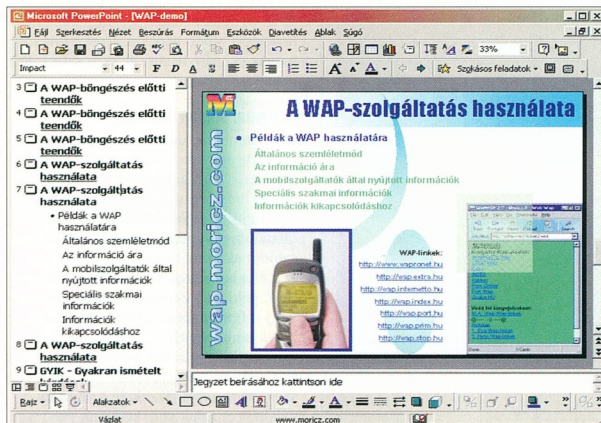 Microsoft PowerPoint - [WAP-demo]
Fájl Szerkesztés Nézet Beszúrás Formátum Eszközök Diavetítés Ablak Súgó
33%
Impact 44 F D A S Szokásos feladatok
3 A WAP-böngészés előtti
teendők
4 A WAP-böngészés előtti
teendők
5 A WAP-böngészés előtti
teendők
6 A WAP-szolgáltatás
használata
7 A WAP-szolgáltatás
használata
• Példák a WAP
használatára
Általános szemléletmód
Az információ ára
A mobilszolgáltatók által
nyújtott információk
Speciális szakmai
információk
Információk
kikapcsolódáshoz
8 A WAP-szolgáltatás
használata
9 GYIK - Gyakran ismételt
M
wap.moricz.com
A WAP-szolgáltatás használata
• Példák a WAP használatára
Általános szemléletmód
Az információ ára
A mobilszolgáltatók által nyújtott információk
Speciális szakmai információk
Információk kikapcsolódáshoz
WAP-linkek:
http://www.wapronet.hu
http://wap.extra.hu
http://wap.internetto.hu
http://wap.index.hu
http://wap.port.hu
http://wap.prim.hu
http://wap.stop.hu
Jegyzet beírásához kattintson ide
Rajz Alakzatok
Vázlat www.moricz.com